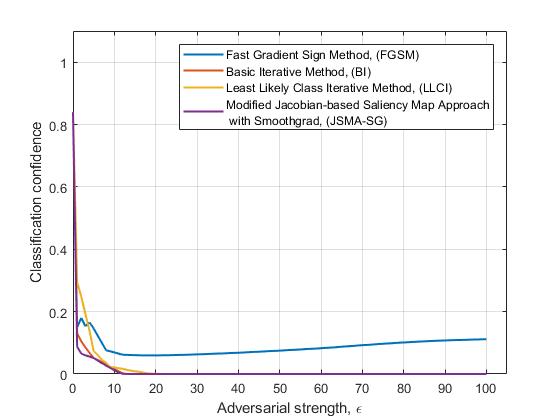 Fast Gradient Sign Method, (FGSM)
Basic Iterative Method, (BI)
Least Likely Class Iterative Method, (LLCI)
Modified Jacobian-based Saliency Map Approach
with Smoothgrad, (JSMA-SG)
Classification confidence
1
0.8
0.6
0.4
0.2
0
0 10 20 30 40 50 60 70 80 90 100
Adversarial strength, ϵ